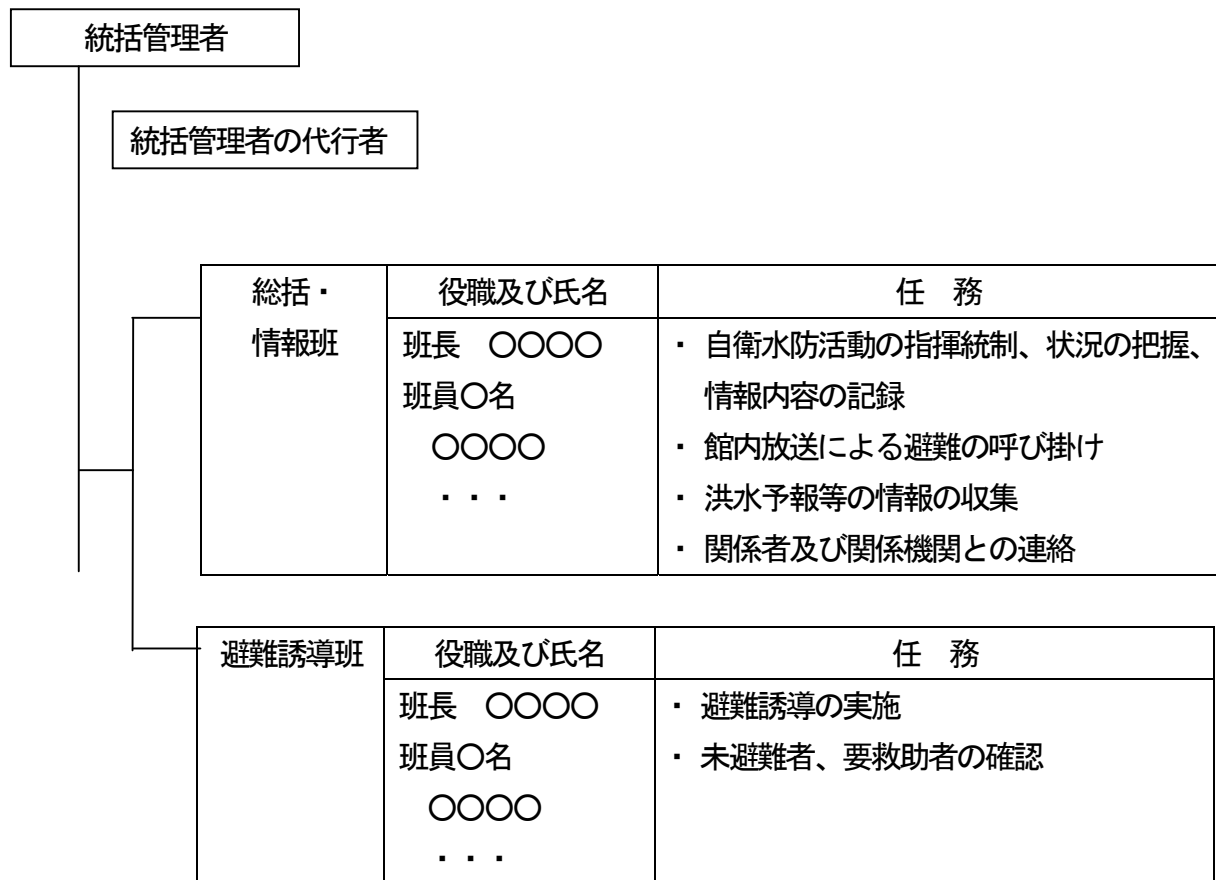 統括管理者
統括管理者の代行者
総括・
情報班
役職及び氏名
任　務
班長　〇〇〇〇
班員〇名
〇〇〇〇
・・・
・ 自衛水防活動の指揮統制、状況の把握、
情報内容の記録
・ 館内放送による避難の呼び掛け
・ 洪水予報等の情報の収集
・ 関係者及び関係機関との連絡
避難誘導班
役職及び氏名
任　務
班長　〇〇〇〇
班員〇名
〇〇〇〇
・・・
・ 避難誘導の実施
・ 未避難者、要救助者の確認